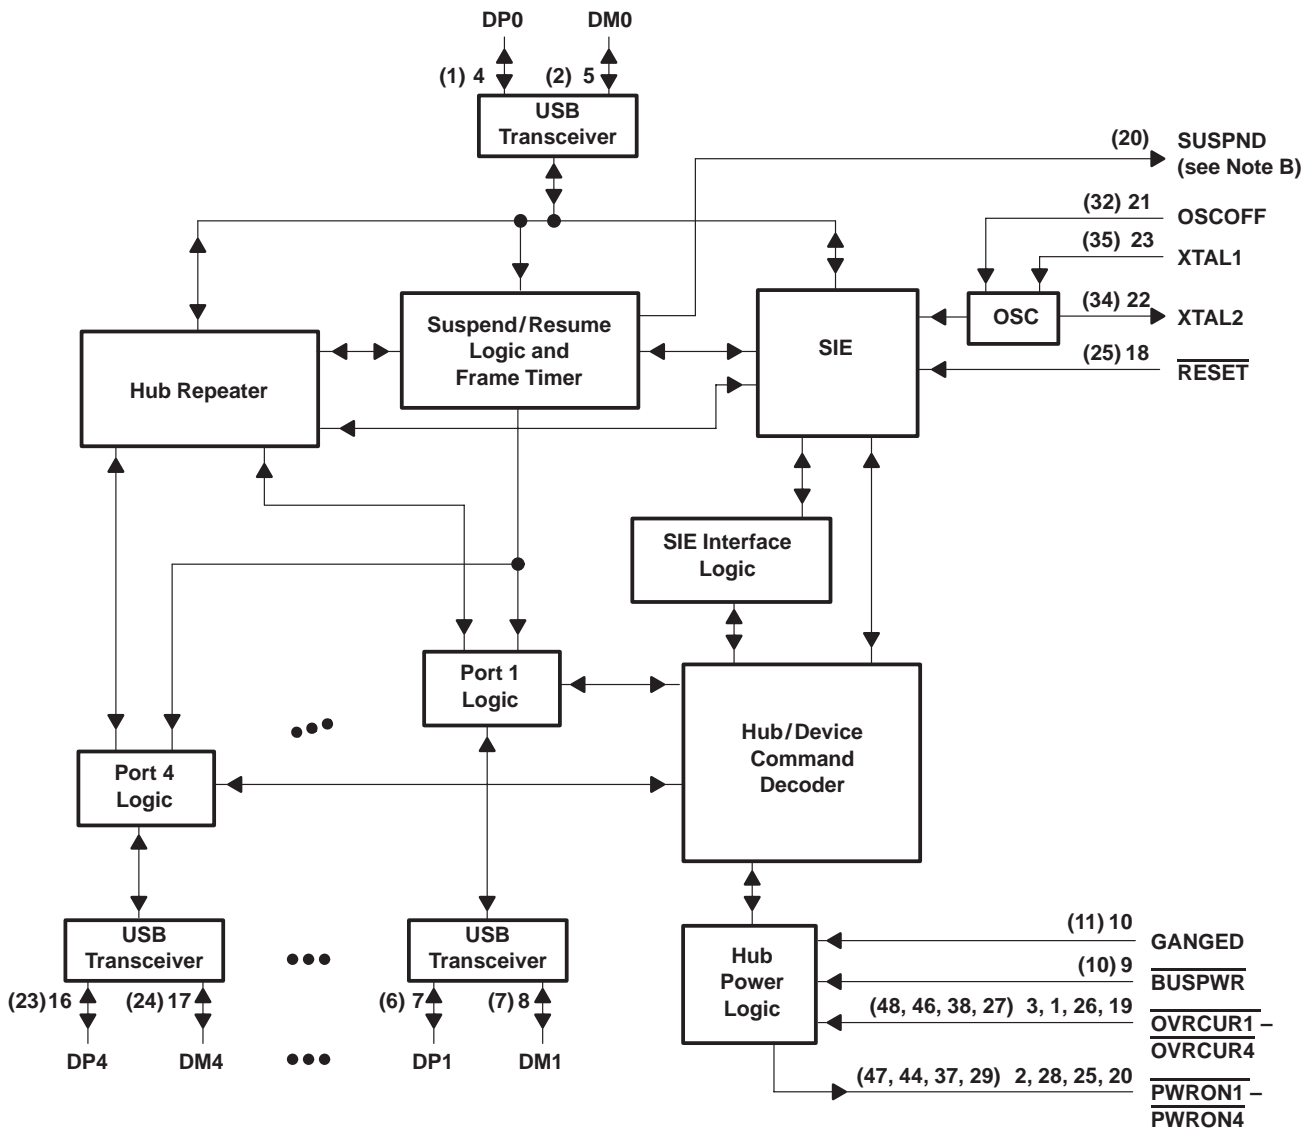 DP0 DM0
(1) 4 (2) 5
USB
Transceiver
(20) SUSPND
(see Note B)
(32) 21 OSCOFF
(35) 23 XTAL1
OSC (34) 22 XTAL2
Suspend/Resume
Logic and
Frame Timer
SIE
(25) 18 RESET
Hub Repeater
SIE Interface
Logic
Port 1
Logic
Hub/Device
Command
Decoder
Port 4
Logic
USB
Transceiver
USB
Transceiver
(23) 16 (24) 17 (6) 7 (7) 8
DP4 DM4 DP1 DM1
Hub
Power
Logic
(11) 10 GANGED
(10) 9 BUSPWR
(48, 46, 38, 27) 3, 1, 26, 19 OVRCUR1 –
OVRCUR4
(47, 44, 37, 29) 2, 28, 25, 20 PWRON1 –
PWRON4